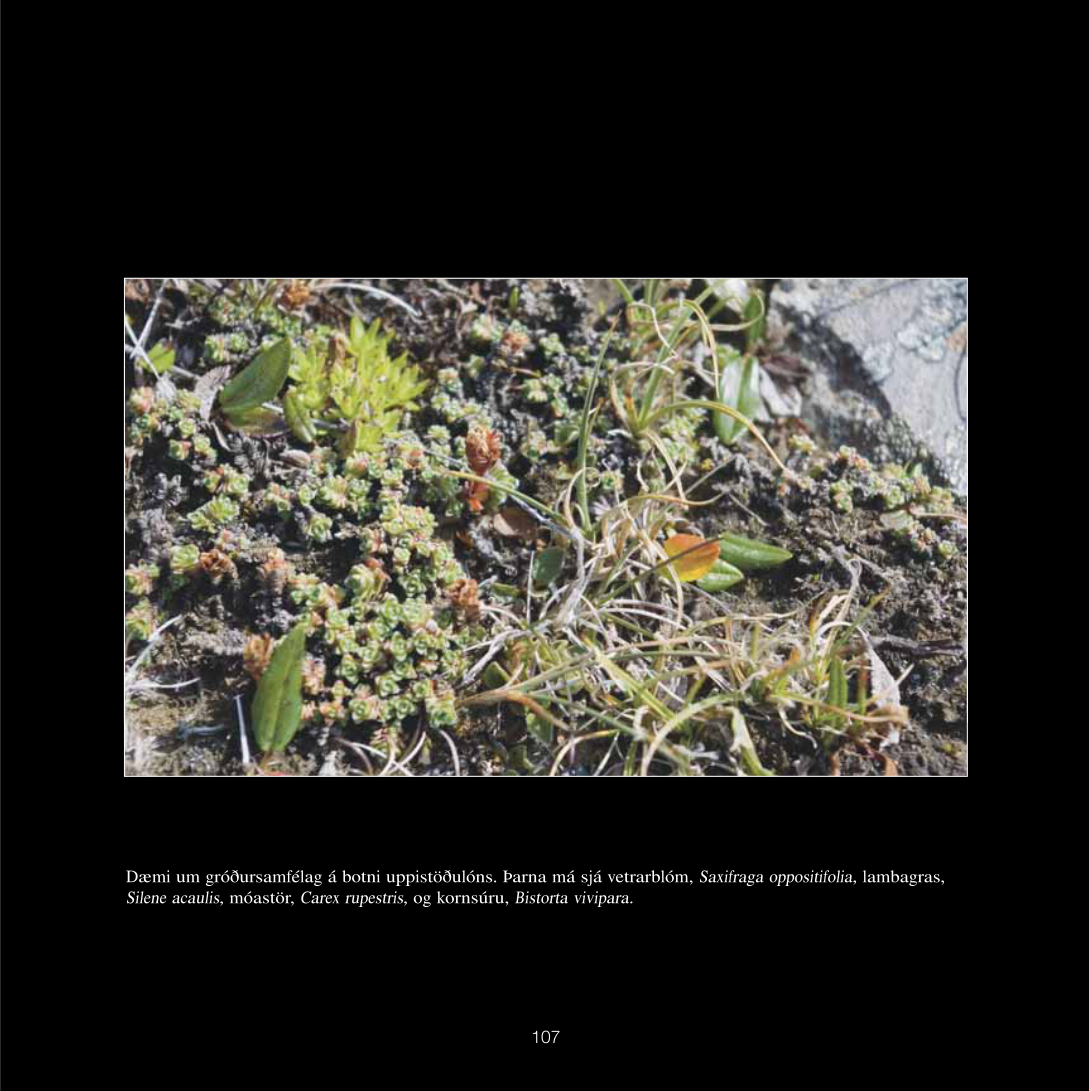 Dæmi um gróðursamfélag á botni uppistöðulóns. Þarna má sjá vetrarblóm, Saxifraga oppositifolia, lambagras,
Silene acaulis, móastör, Carex rupestris, og kornsúru, Bistorta vivipara.
107